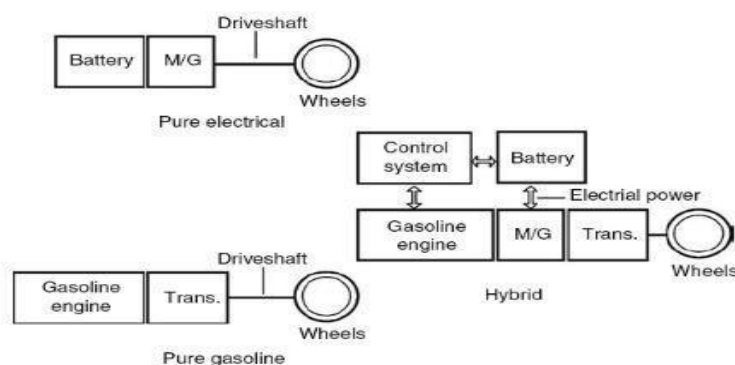 Driveshaft
Battery
M/G
Wheels
Pure electrical
Control
system
Battery
Electrial power
Gasoline
engine
M/G
Trans.
Wheels
Hybrid
Driveshaft
Gasoline
engine
Trans.
Wheels
Pure gasoline